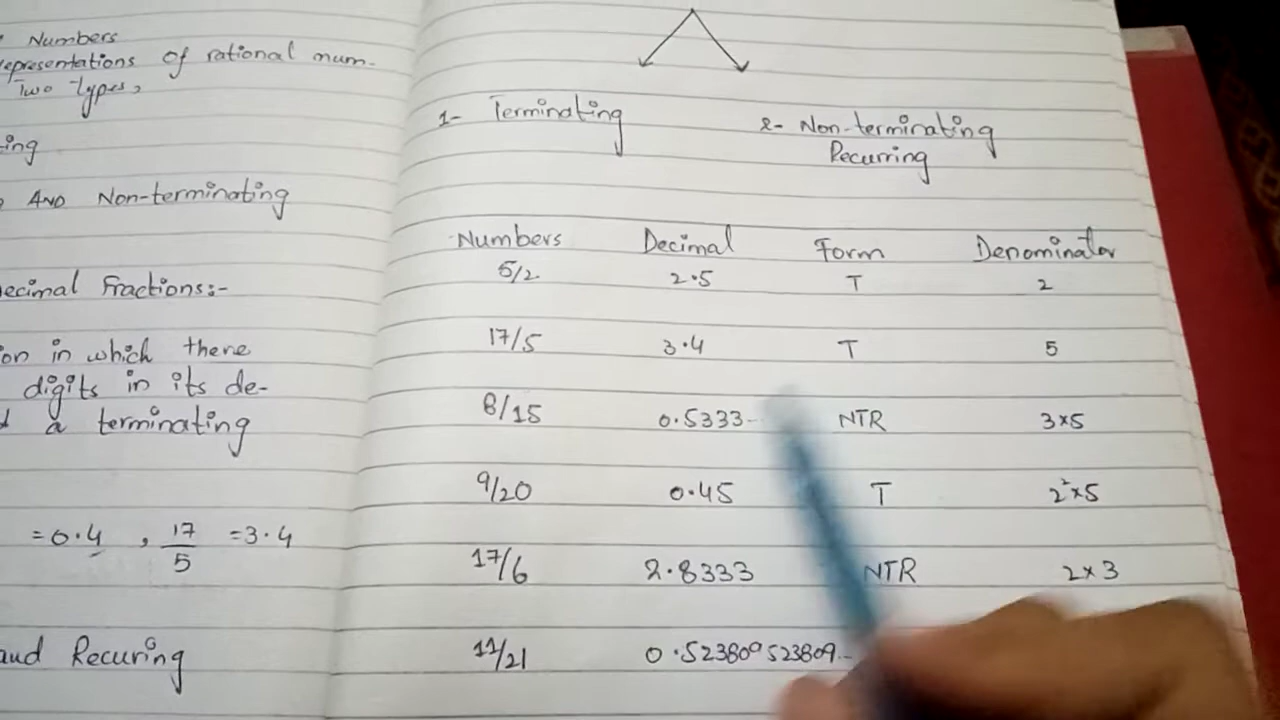 Numbers
epresentations of rational num-
Two types,
ing
AND Non-terminating
ecimal Fractions:-
on in which there
digits in its de-
a terminating
=0.4 , 17/5 =3.4
and Recuring
1- Terminating
2- Non-terminating
Recurring
Numbers Decimal Form Denominator
5/2 2.5 T 2
17/5 3.4 T 5
8/15 0.5333- NTR 3×5
9/20 0.45 T 2²×5
17/6 2.8333 NTR 2×3
11/21 0.523809523809..